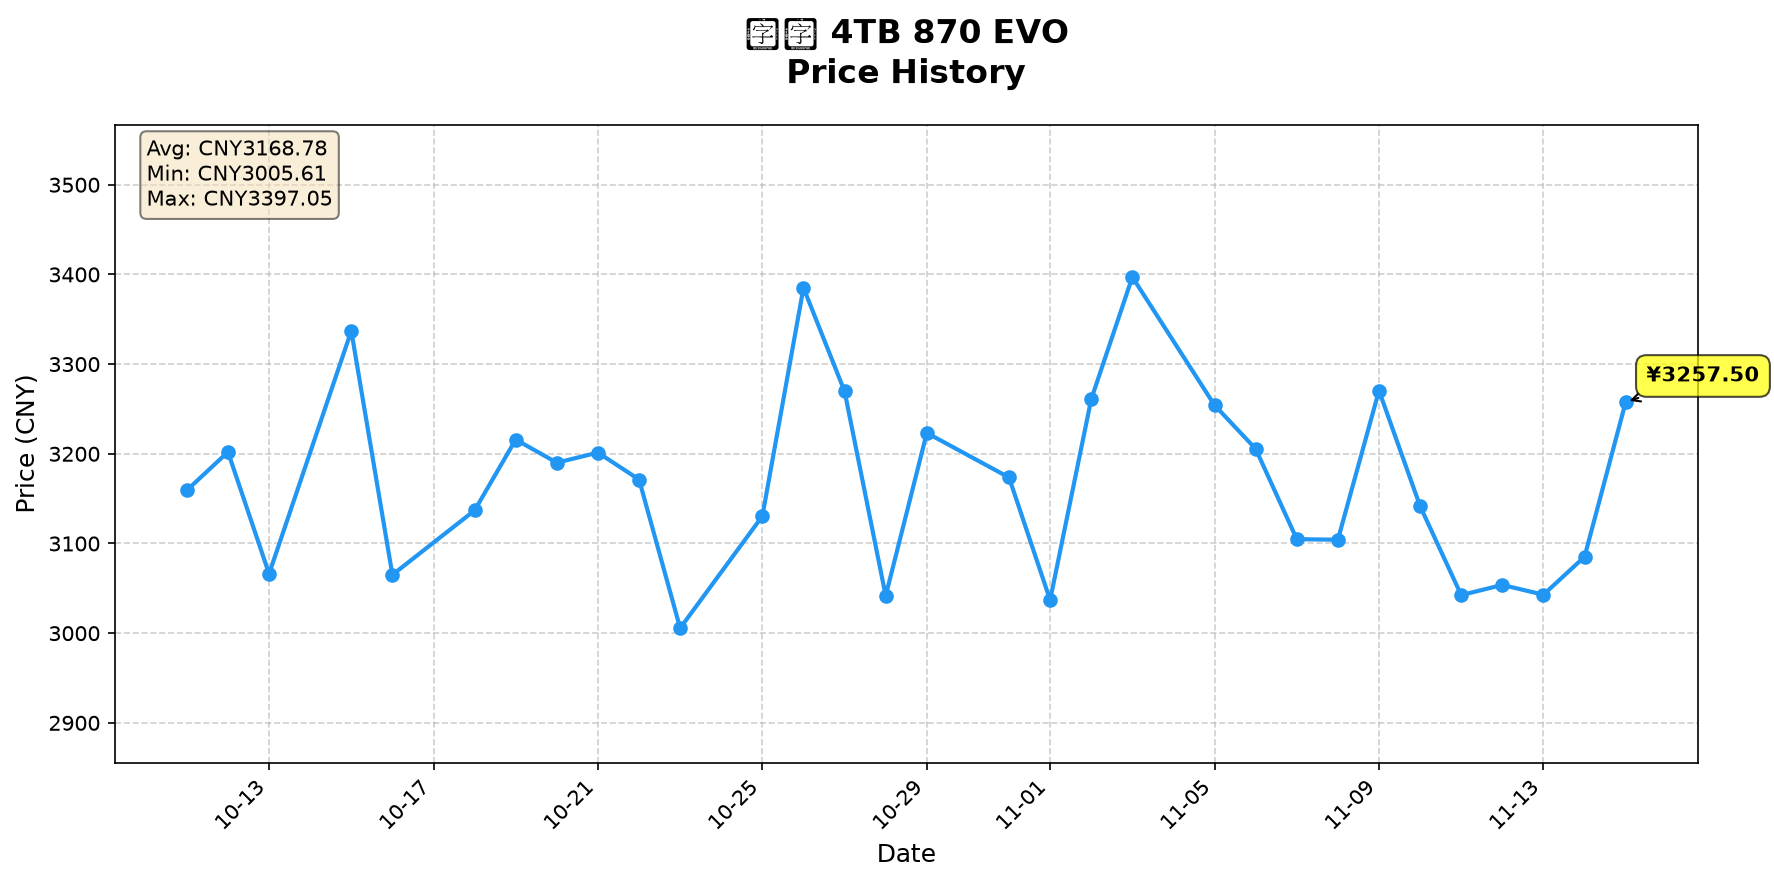 4TB 870 EVO
Price History
Avg: CNY3168.78
Min: CNY3005.61
Max: CNY3397.05
¥3257.50
Price (CNY)
3500
3400
3300
3200
3100
3000
2900
10-13
10-17
10-21
10-25
10-29
11-01
11-05
11-09
11-13
Date